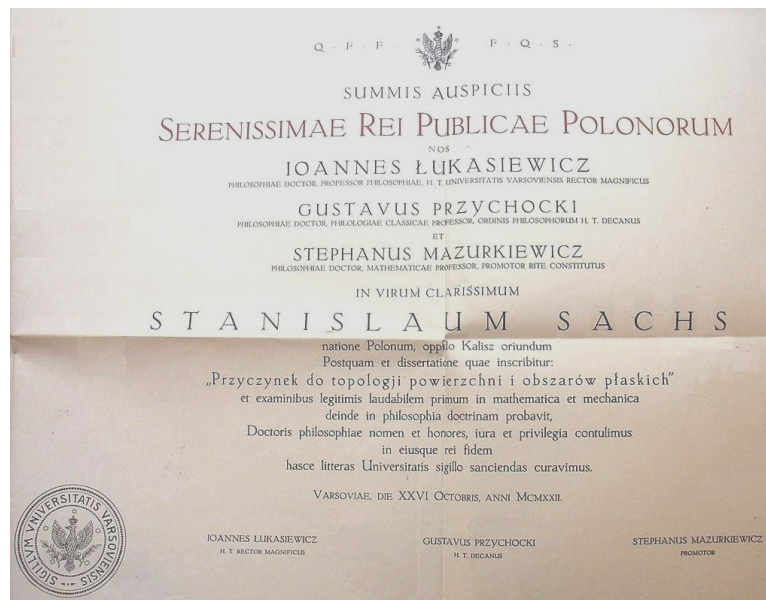 Q · F · F · F · Q · S ·
SUMMIS AUSPICIIS
SERENISSIMAE REI PUBLICAE POLONORUM
NOS
IOANNES ŁUKASIEWICZ
PHILOSOPHIAE DOCTOR, PROFESSOR PHILOSOPHIAE, H. T. UNIVERSITATIS VARSOVIENSIS RECTOR MAGNIFICUS
GUSTAVUS PRZYCHOCKI
PHILOSOPHIAE DOCTOR, PHILOLOGIAE CLASSICAE PROFESSOR, ORDINIS PHILOSOPHORUM H. T. DECANUS
ET
STEPHANUS MAZURKIEWICZ
PHILOSOPHIAE DOCTOR, MATHEMATICAE PROFESSOR, PROMOTOR RITE CONSTITUTUS
IN VIRUM CLARISSIMUM
STANISLAUM SACHS
natione Polonum, oppido Kalisz oriundum
Postquam et dissertatione quae inscribitur:
„Przyczynek do topologji powierzchni i obszarów płaskich”
et examinibus legitimis laudabilem primum in mathematica et mechanica
deinde in philosophia doctrinam probavit,
Doctoris philosophiae nomen et honores, iura et privilegia contulimus
in eiusque rei fidem
hasce litteras Universitatis sigillo sanciendas curavimus.
VARSOVIAE, DIE XXVI OCTOBRIS, ANNI MCMXXII.
IOANNES ŁUKASIEWICZ
H. T. RECTOR MAGNIFICUS
GUSTAVUS PRZYCHOCKI
H. T. DECANUS
STEPHANUS MAZURKIEWICZ
PROMOTOR
SIGILLVM VNIVERSITATIS VARSOVIENSIS